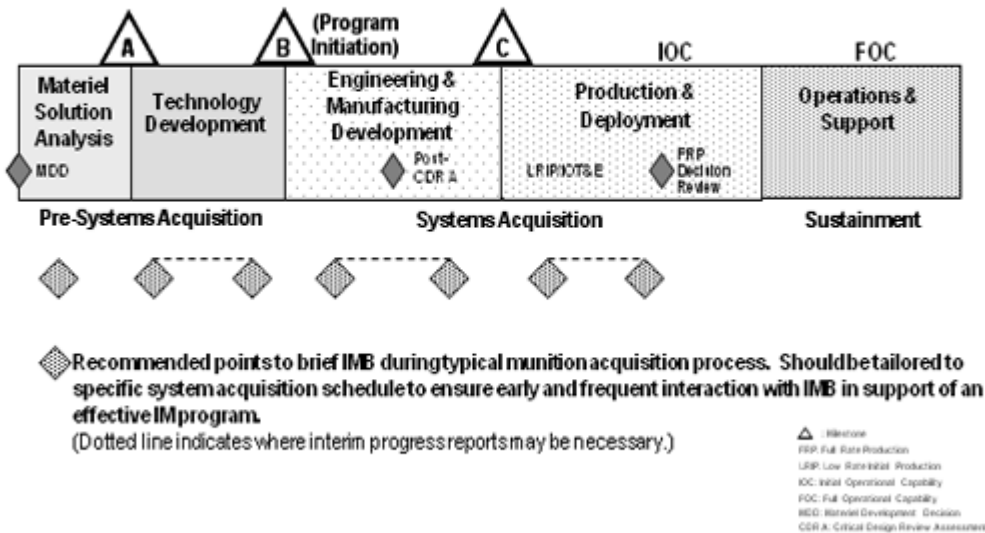 (Program
A B Initiation) C IOC FOC
Materiel
Solution
Analysis
MDD
Technology
Development
Engineering &
Manufacturing
Development
Post-
CDR A
Production &
Deployment
LRIP/IOT&E
FRP
Decision
Review
Operations &
Support
Pre-Systems Acquisition Systems Acquisition Sustainment
Recommended points to brief IMB during typical munition acquisition process. Should be tailored to
specific system acquisition schedule to ensure early and frequent interaction with IMB in support of an
effective IM program.
(Dotted line indicates where interim progress reports may be necessary.)
: Milestone
FRP: Full Rate Production
LRIP: Low Rate Initial Production
IOC: Initial Operational Capability
FOC: Full Operational Capability
MDD: Materiel Development Decision
CDR A: Critical Design Review Assessment